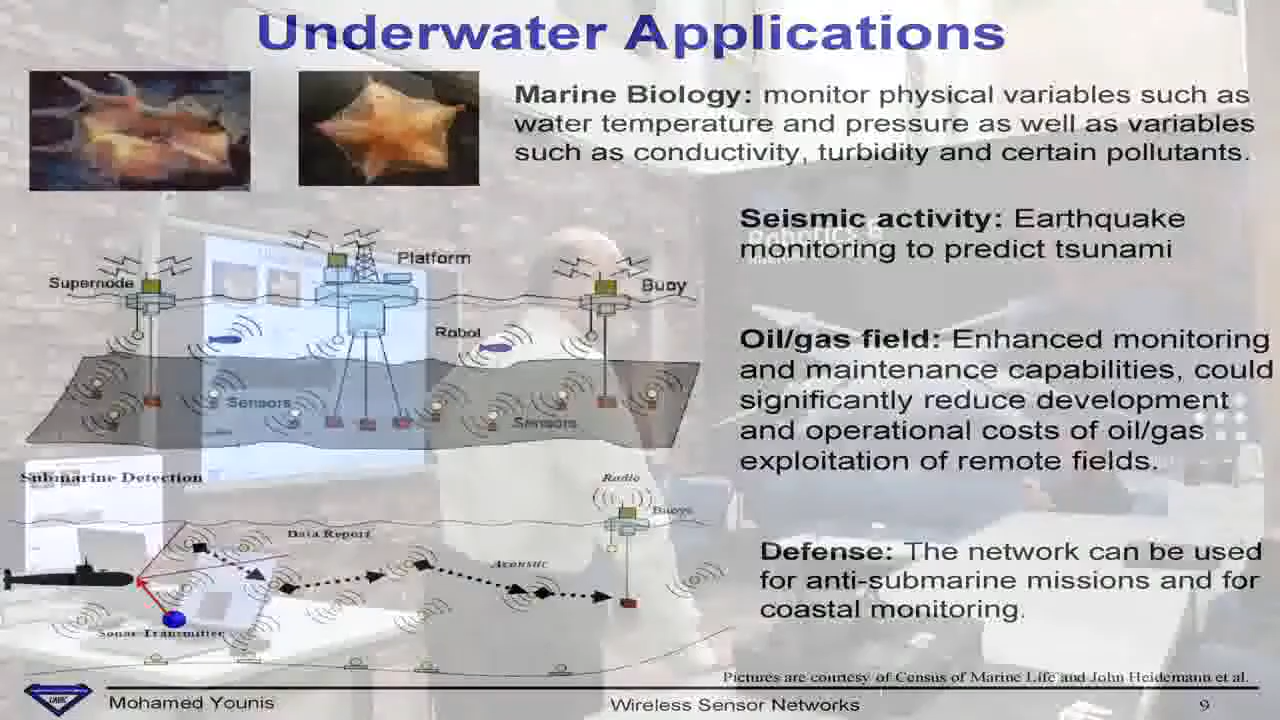 Underwater Applications
Marine Biology: monitor physical variables such as
water temperature and pressure as well as variables
such as conductivity, turbidity and certain pollutants.
Seismic activity: Earthquake
monitoring to predict tsunami
Platform
Supernode
Buoy
Robot
Sensors
Sensors
Oil/gas field: Enhanced monitoring
and maintenance capabilities, could
significantly reduce development
and operational costs of oil/gas
exploitation of remote fields.
Submarine Detection
Radio
Buoys
Data Report
Acoustic
Sonar Transmitter
Defense: The network can be used
for anti-submarine missions and for
coastal monitoring.
Pictures are courtesy of Census of Marine Life and John Heidemann et al.
UMBC
Mohamed Younis
Wireless Sensor Networks
9